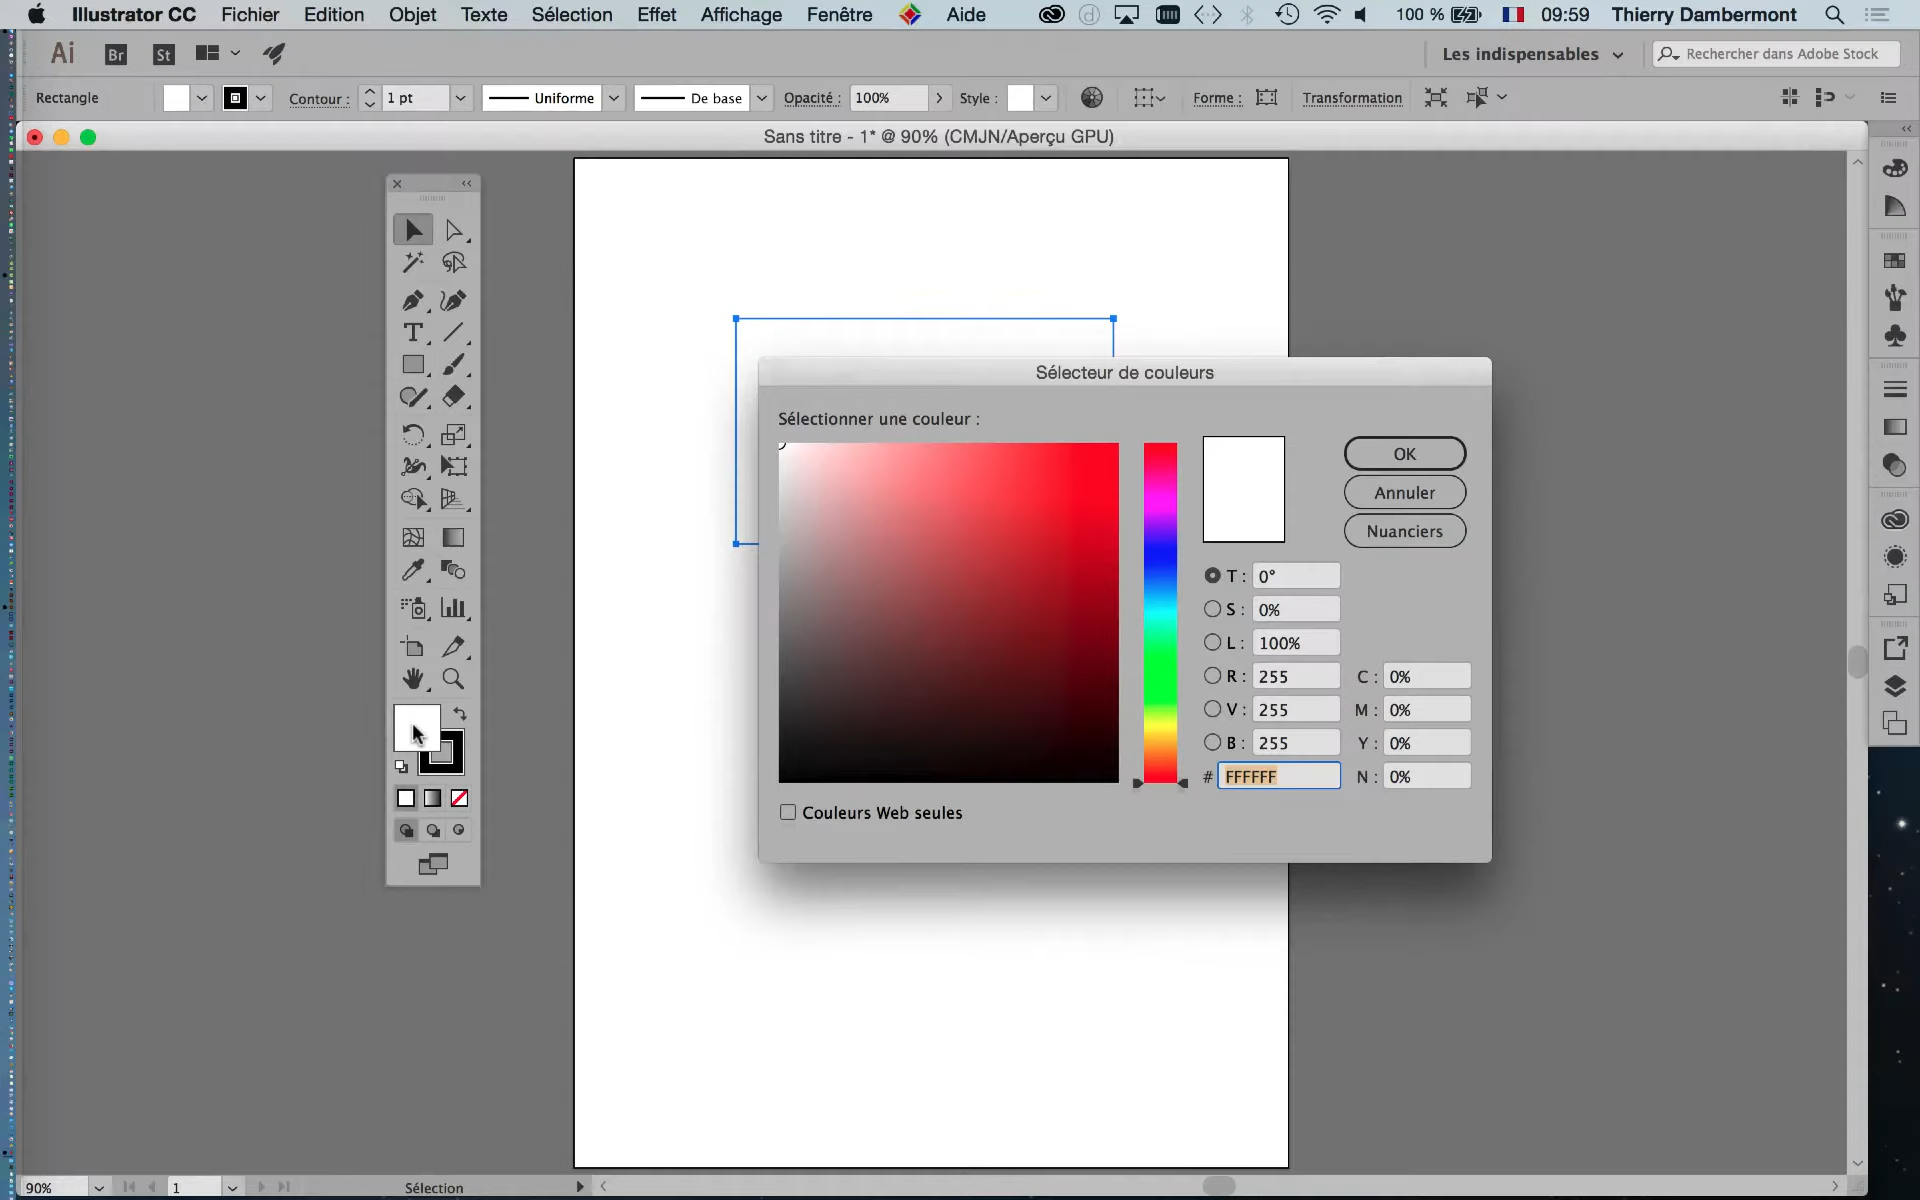 Illustrator CC Fichier Edition Objet Texte Sélection Effet Affichage Fenêtre Aide 100 % 09:59 Thierry Dambermont
Ai Br St Les indispensables Rechercher dans Adobe Stock
Rectangle Contour : 1 pt Uniforme De base Opacité : 100% Style : Forme : Transformation
Sans titre - 1* @ 90% (CMJN/Aperçu GPU)
Sélecteur de couleurs
Sélectionner une couleur :
OK
Annuler
Nuanciers
T : 0°
S : 0%
L : 100%
R : 255 C : 0%
V : 255 M : 0%
B : 255 Y : 0%
# FFFFFF N : 0%
Couleurs Web seules
90% 1 Sélection